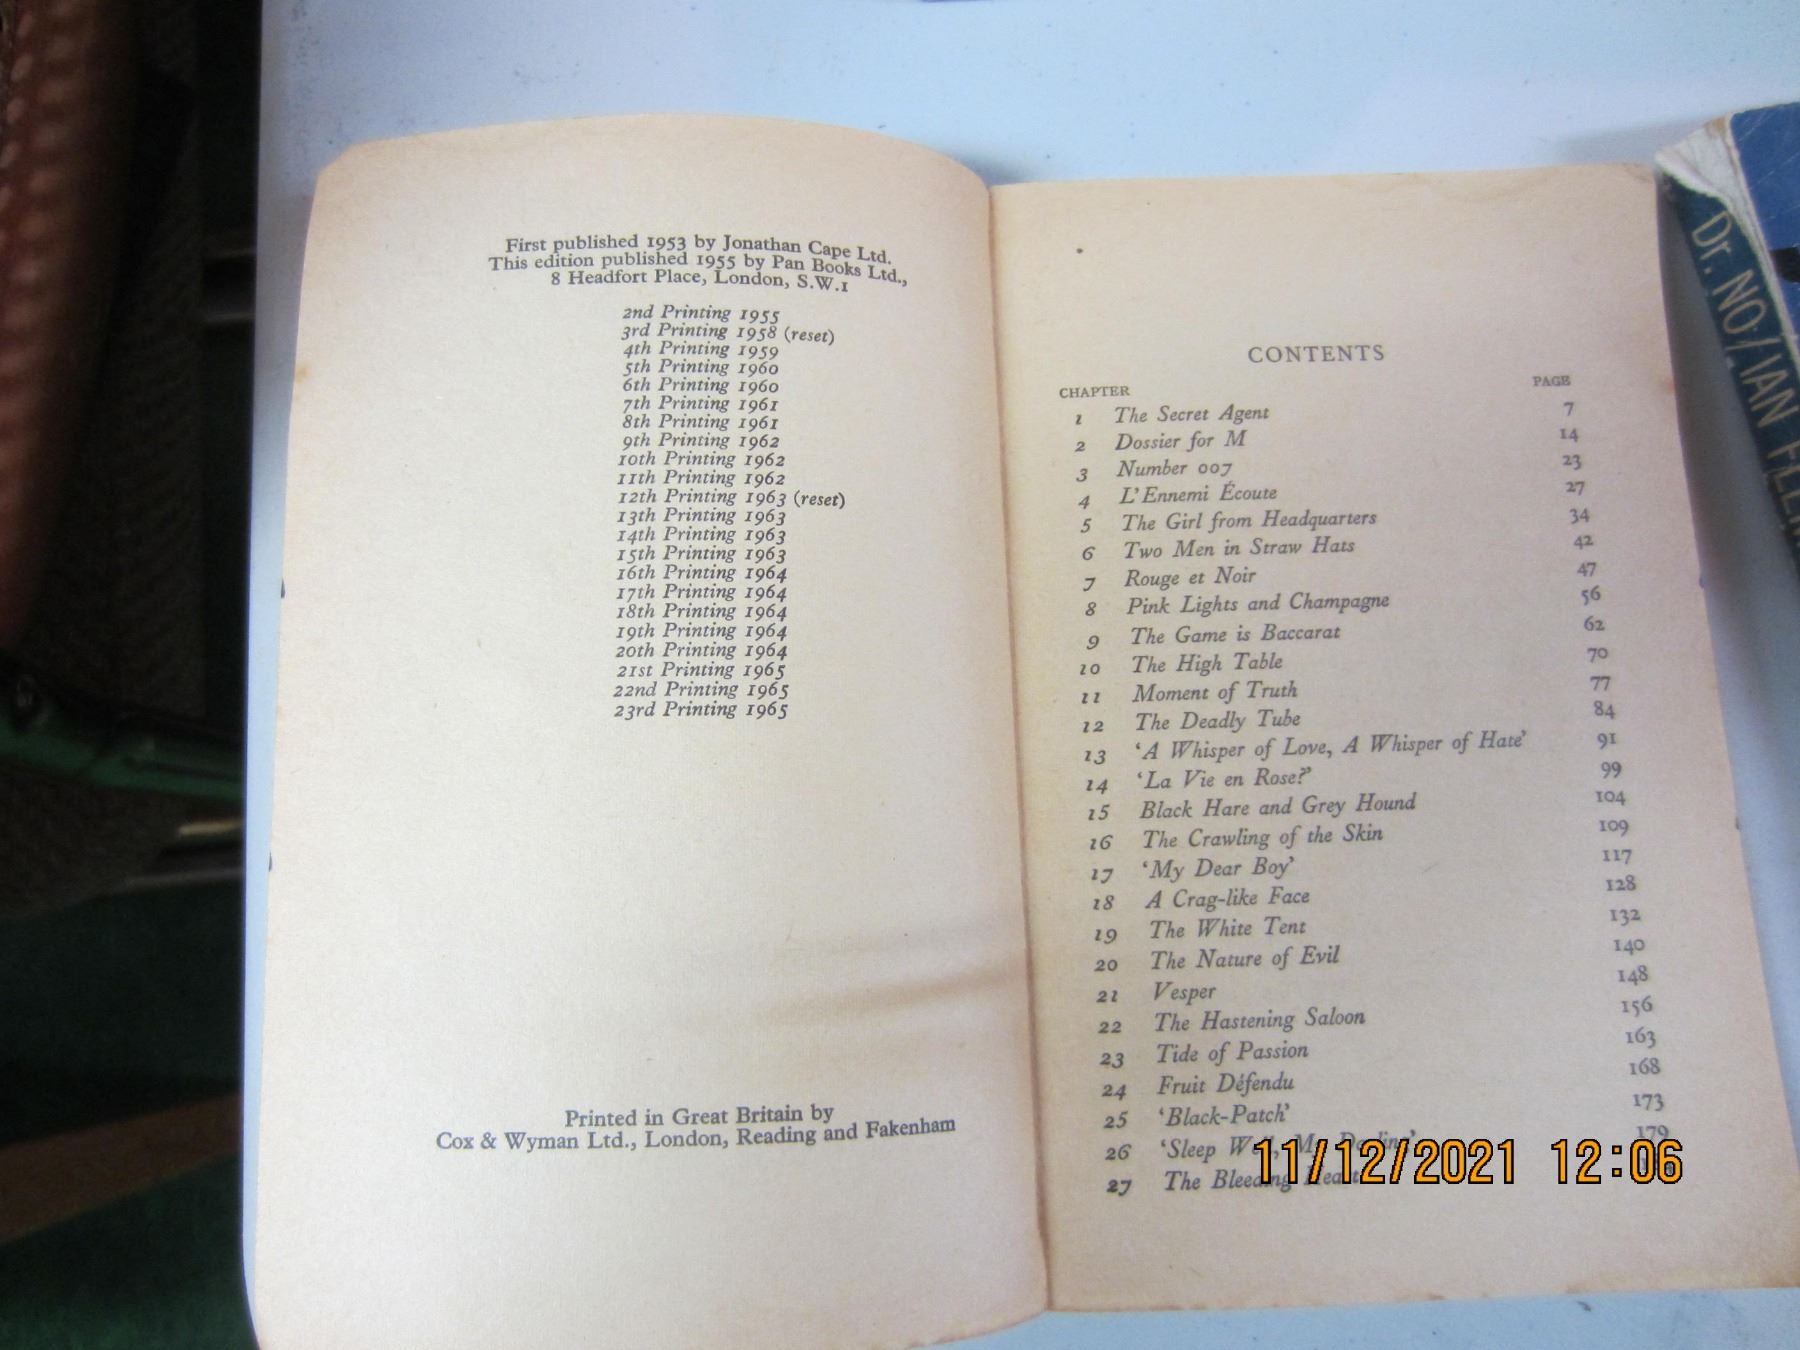 First published 1953 by Jonathan Cape Ltd.
This edition published 1955 by Pan Books Ltd.,
8 Headfort Place, London, S.W.1
2nd Printing 1955
3rd Printing 1958 (reset)
4th Printing 1959
5th Printing 1960
6th Printing 1960
7th Printing 1961
8th Printing 1961
9th Printing 1962
10th Printing 1962
11th Printing 1962
12th Printing 1963 (reset)
13th Printing 1963
14th Printing 1963
15th Printing 1963
16th Printing 1964
17th Printing 1964
18th Printing 1964
19th Printing 1964
20th Printing 1964
21st Printing 1965
22nd Printing 1965
23rd Printing 1965
Printed in Great Britain by
Cox & Wyman Ltd., London, Reading and Fakenham
CONTENTS
CHAPTER PAGE
1 The Secret Agent 7
2 Dossier for M 14
3 Number 007 23
4 L'Ennemi Écoute 27
5 The Girl from Headquarters 34
6 Two Men in Straw Hats 42
7 Rouge et Noir 47
8 Pink Lights and Champagne 56
9 The Game is Baccarat 62
10 The High Table 70
11 Moment of Truth 77
12 The Deadly Tube 84
13 'A Whisper of Love, A Whisper of Hate' 91
14 'La Vie en Rose?' 99
15 Black Hare and Grey Hound 104
16 The Crawling of the Skin 109
17 'My Dear Boy' 117
18 A Crag-like Face 128
19 The White Tent 132
20 The Nature of Evil 140
21 Vesper 148
22 The Hastening Saloon 156
23 Tide of Passion 163
24 Fruit Défendu 168
25 'Black-Patch' 173
26 'Sleep Well, My Darling' 179
27 The Bleeding Heart
11/12/2021 12:06
Dr. NO/IAN